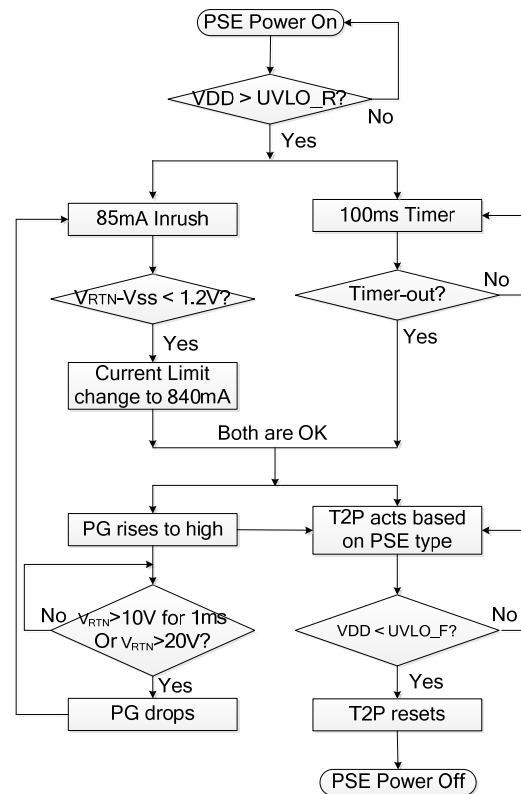 PSE Power On
VDD > UVLO_R?
No
Yes
85mA Inrush
100ms Timer
VRTN-Vss < 1.2V?
Timer-out?
No
Yes
Yes
Current Limit
change to 840mA
Both are OK
PG rises to high
T2P acts based
on PSE type
No
VRTN>10V for 1ms
Or VRTN>20V?
VDD < UVLO_F?
No
Yes
Yes
PG drops
T2P resets
PSE Power Off